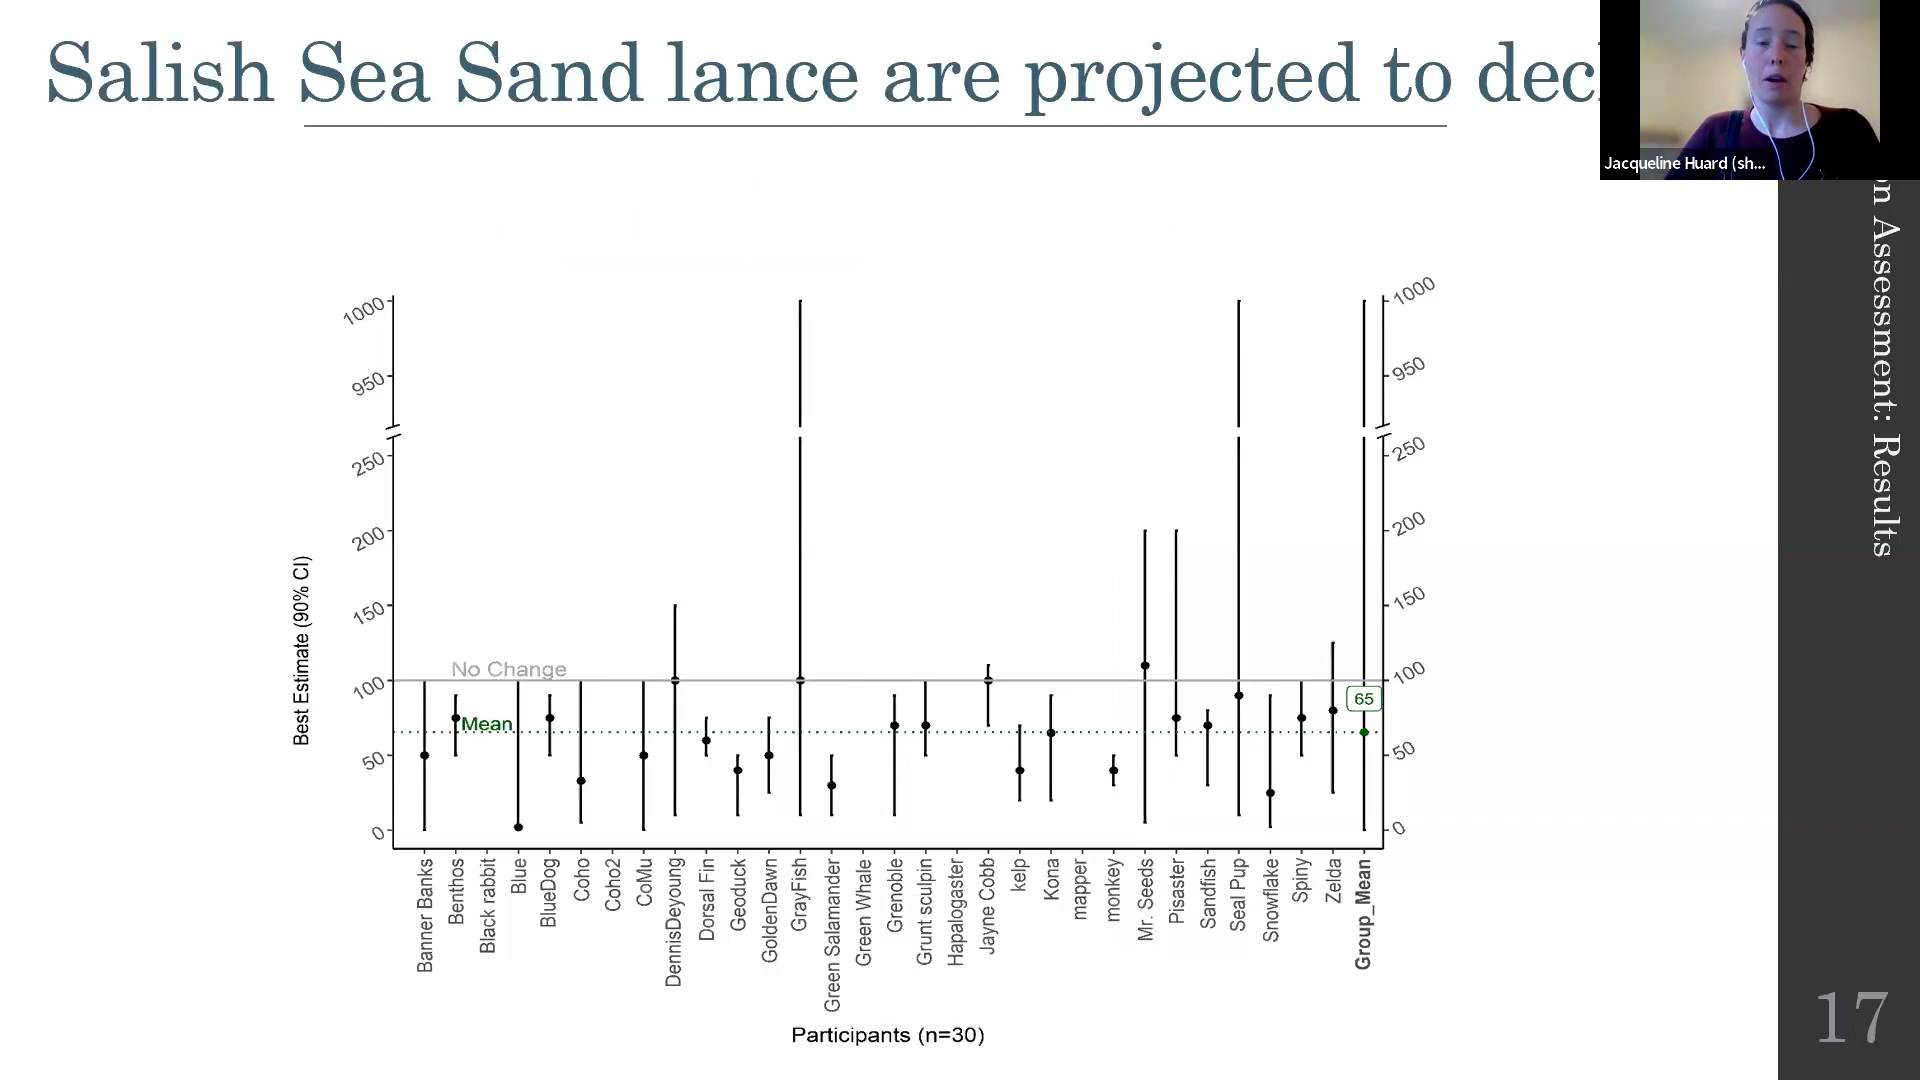 Salish Sea Sand lance are projected to dec
Jacqueline Huard (sh...
on Assessment: Results
1000
950
250
200
150
100
50
0
Best Estimate (90% CI)
No Change
Mean
65
1000
950
250
200
150
100
50
0
Banner Banks
Benthos
Black rabbit
Blue
BlueDog
Coho
Coho2
CoMu
DennisDeyoung
Dorsal Fin
Geoduck
GoldenDawn
GrayFish
Green Salamander
Green Whale
Grenoble
Grunt sculpin
Hapalogaster
Jayne Cobb
kelp
Kona
mapper
monkey
Mr. Seeds
Pisaster
Sandfish
Seal Pup
Snowflake
Spiny
Zelda
Group_Mean
Participants (n=30)
17